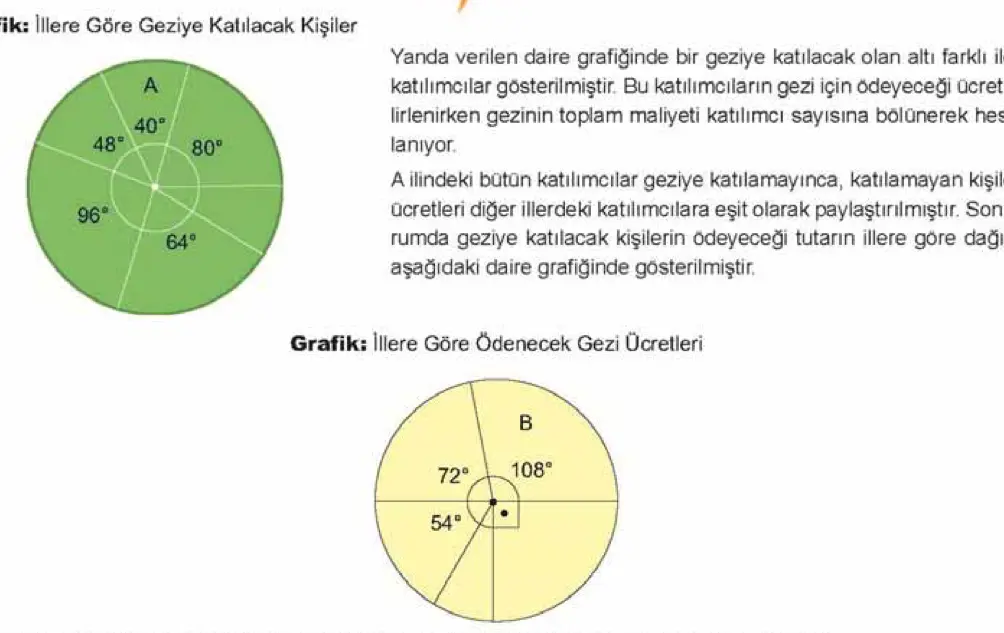 fik: İllere Göre Geziye Katılacak Kişiler
Yanda verilen daire grafiğinde bir geziye katılacak olan altı farklı il
katılımcılar gösterilmiştir. Bu katılımcıların gezi için ödeyeceği ücret
lirlenirken gezinin toplam maliyeti katılımcı sayısına bölünerek hes
lanıyor.
A ilindeki bütün katılımcılar geziye katılamayınca, katılamayan kişil
ücretleri diğer illerdeki katılımcılara eşit olarak paylaştırılmıştır. Son
rumda geziye katılacak kişilerin ödeyeceği tutarın illere göre dağı
aşağıdaki daire grafiğinde gösterilmiştir.
A
40°
48°
80°
96°
64°
Grafik: İllere Göre Ödenecek Gezi Ücretleri
B
72°
108°
54°